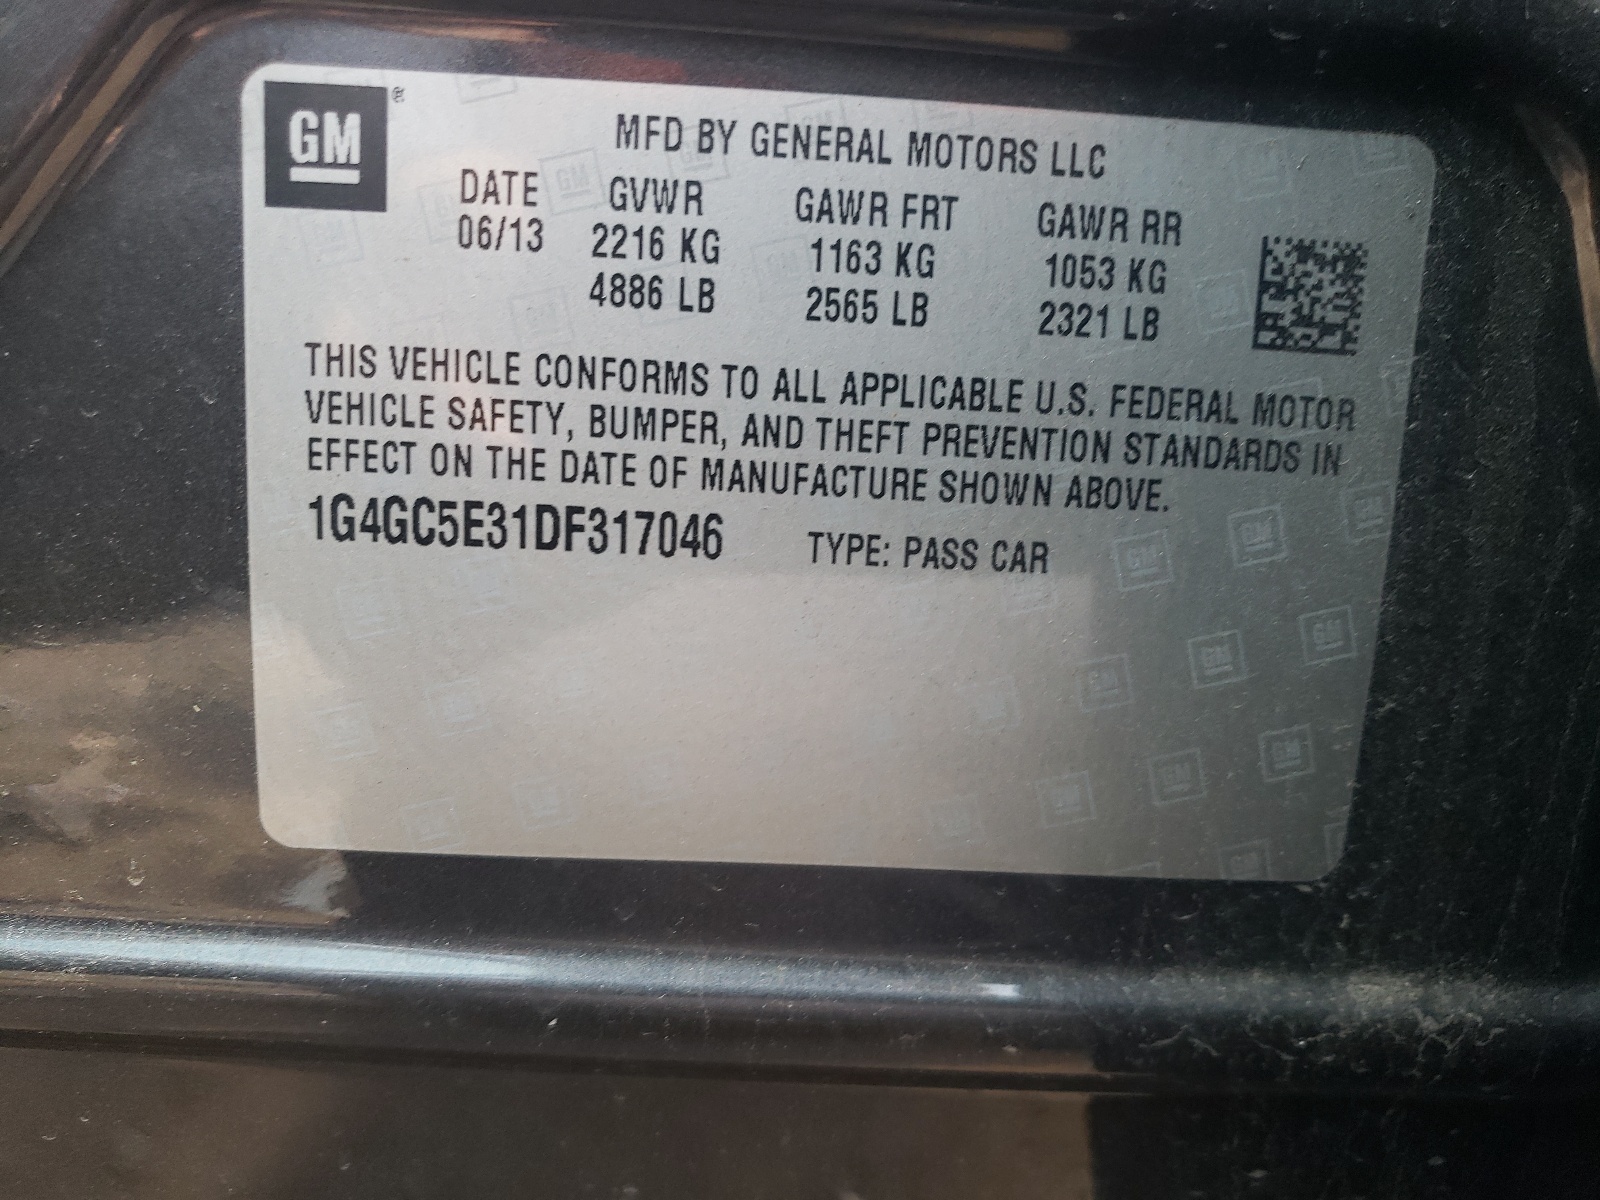 GM®
MFD BY GENERAL MOTORS LLC
DATE GVWR GAWR FRT GAWR RR
06/13 2216 KG 1163 KG 1053 KG
4886 LB 2565 LB 2321 LB
THIS VEHICLE CONFORMS TO ALL APPLICABLE U.S. FEDERAL MOTOR
VEHICLE SAFETY, BUMPER, AND THEFT PREVENTION STANDARDS IN
EFFECT ON THE DATE OF MANUFACTURE SHOWN ABOVE.
1G4GC5E31DF317046 TYPE: PASS CAR